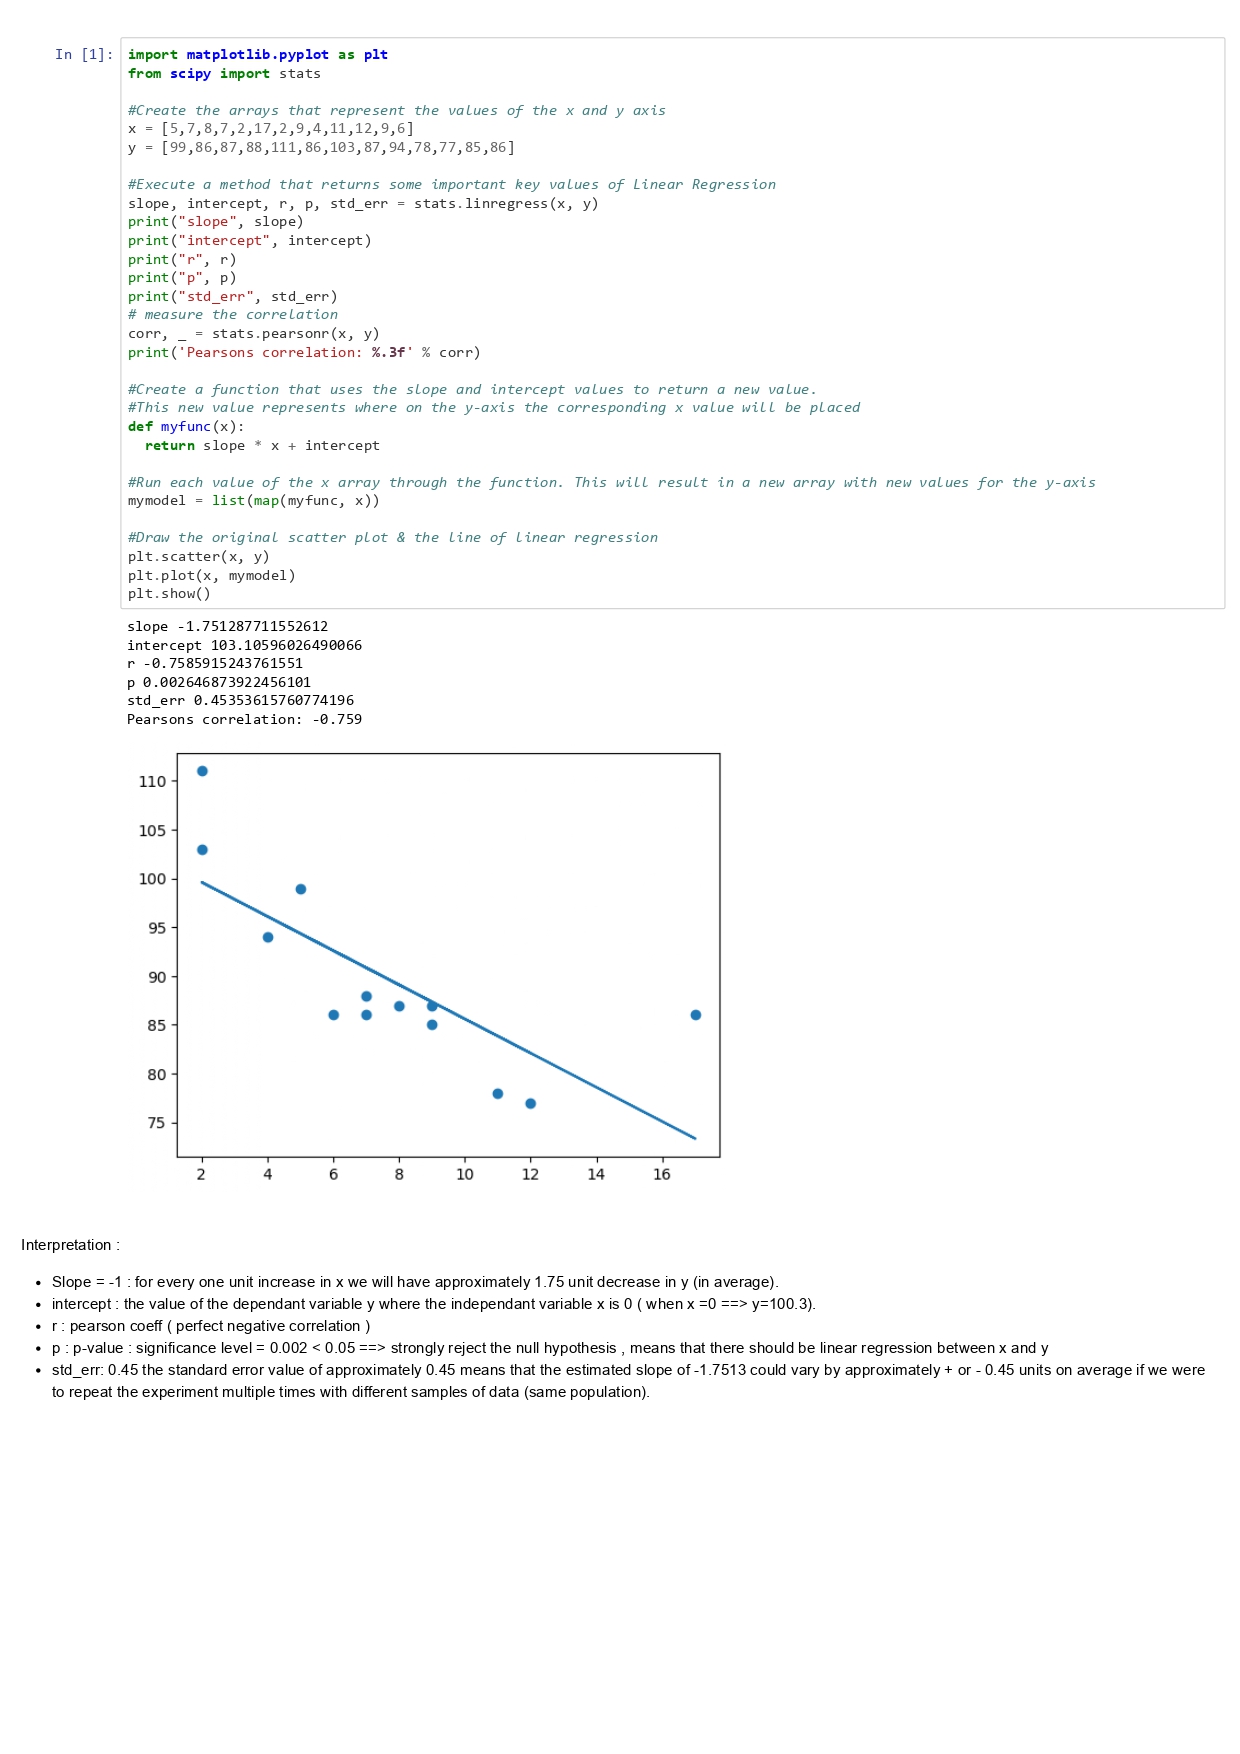 In [1]: import matplotlib.pyplot as plt
from scipy import stats
#Create the arrays that represent the values of the x and y axis
x = [5,7,8,7,2,17,2,9,4,11,12,9,6]
y = [99,86,87,88,111,86,103,87,94,78,77,85,86]
#Execute a method that returns some important key values of Linear Regression
slope, intercept, r, p, std_err = stats.linregress(x, y)
print("slope", slope)
print("intercept", intercept)
print("r", r)
print("p", p)
print("std_err", std_err)
# measure the correlation
corr, _ = stats.pearsonr(x, y)
print('Pearsons correlation: %.3f' % corr)
#Create a function that uses the slope and intercept values to return a new value.
#This new value represents where on the y-axis the corresponding x value will be placed
def myfunc(x):
  return slope * x + intercept
#Run each value of the x array through the function. This will result in a new array with new values for the y-axis
mymodel = list(map(myfunc, x))
#Draw the original scatter plot & the line of linear regression
plt.scatter(x, y)
plt.plot(x, mymodel)
plt.show()
slope -1.751287711552612
intercept 103.10596026490066
r -0.7585915243761551
p 0.002646873922456101
std_err 0.45353615760774196
Pearsons correlation: -0.759
110
105
100
95
90
85
80
75
2 4 6 8 10 12 14 16
Interpretation :
• Slope = -1 : for every one unit increase in x we will have approximately 1.75 unit decrease in y (in average).
• intercept : the value of the dependant variable y where the independant variable x is 0 ( when x =0 ==> y=100.3).
• r : pearson coeff ( perfect negative correlation )
• p : p-value : significance level = 0.002 < 0.05 ==> strongly reject the null hypothesis , means that there should be linear regression between x and y
• std_err: 0.45 the standard error value of approximately 0.45 means that the estimated slope of -1.7513 could vary by approximately + or - 0.45 units on average if we were
to repeat the experiment multiple times with different samples of data (same population).